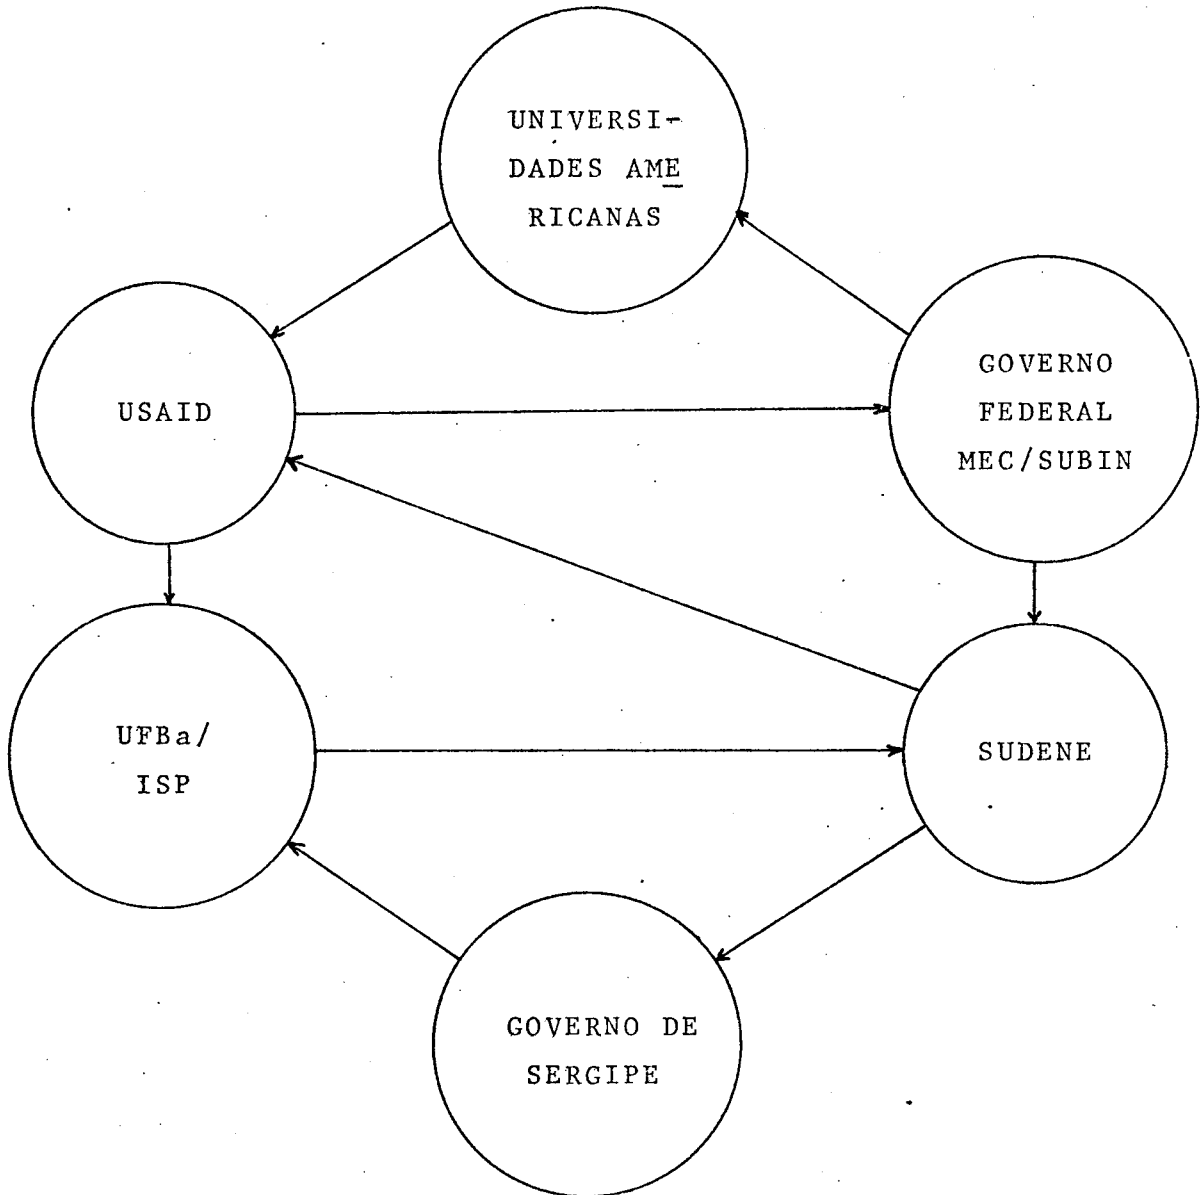 UNIVERSI-
DADES AME
RICANAS
USAID
GOVERNO
FEDERAL
MEC/SUBIN
UFBa/
ISP
SUDENE
GOVERNO DE
SERGIPE